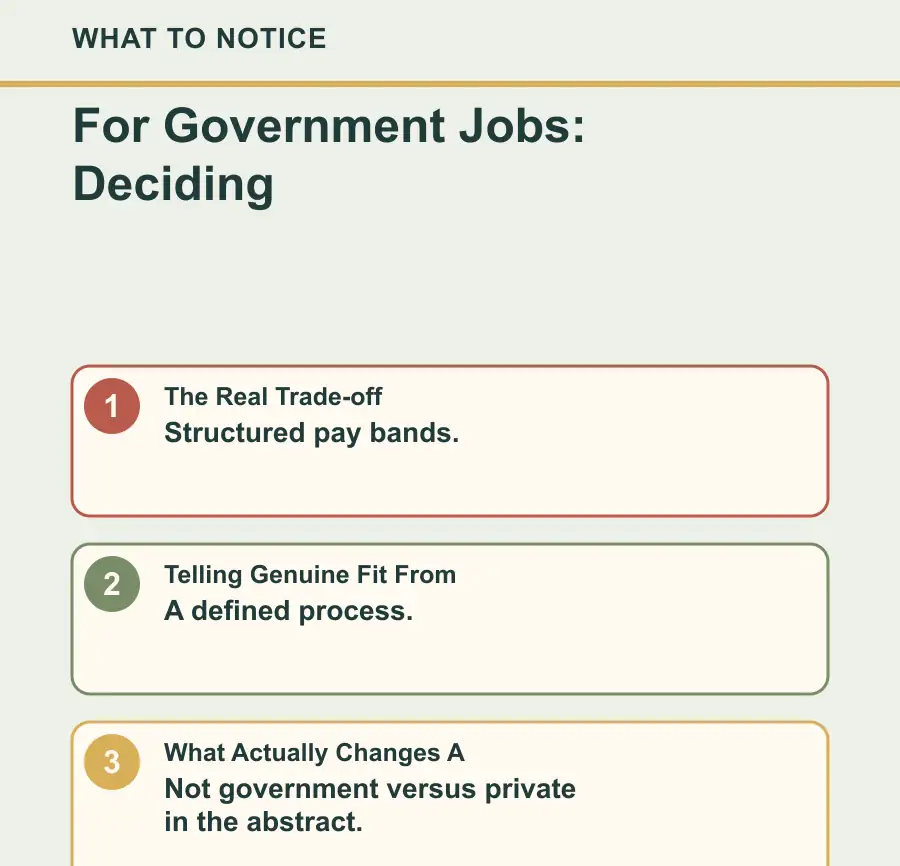 WHAT TO NOTICE
For Government Jobs:
Deciding
1
The Real Trade-off
Structured pay bands.
2
Telling Genuine Fit From
A defined process.
3
What Actually Changes A
Not government versus private
in the abstract.